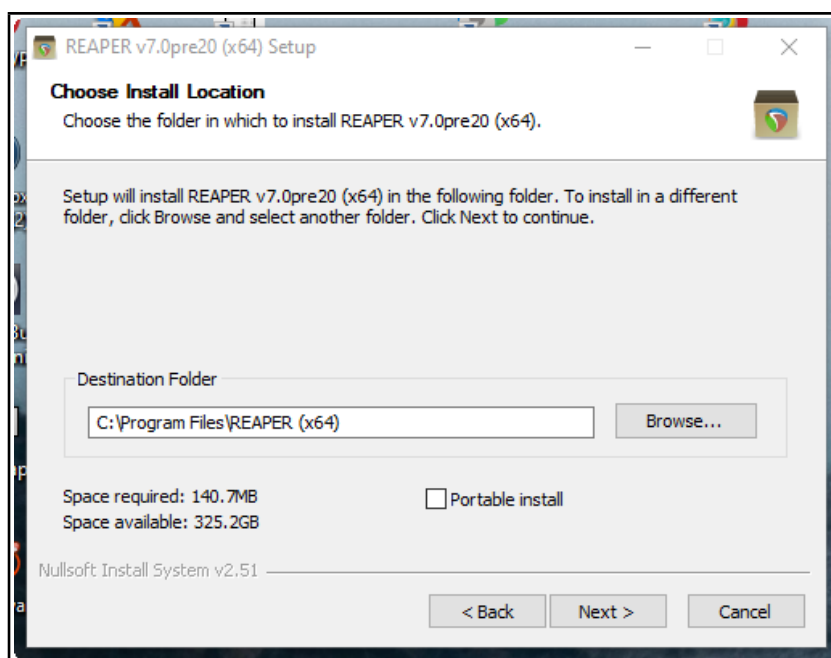 REAPER v7.0pre20 (x64) Setup
Choose Install Location
Choose the folder in which to install REAPER v7.0pre20 (x64).
Setup will install REAPER v7.0pre20 (x64) in the following folder. To install in a different
folder, click Browse and select another folder. Click Next to continue.
Destination Folder
C:\Program Files\REAPER (x64)
Browse...
Space required: 140.7MB
Portable install
Space available: 325.2GB
Nullsoft Install System v2.51
< Back
Next >
Cancel